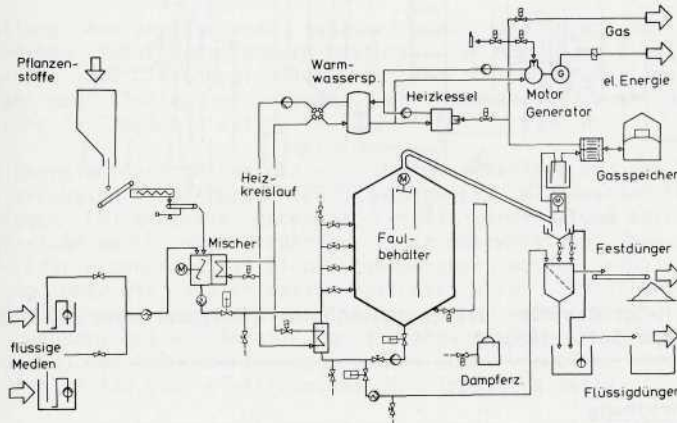 Pflanzen-
stoffe
Warm-
wassersp.
Heizkessel
Motor
Generator
Gas
el. Energie
Gasspeicher
Heiz-
kreislauf
Mischer
Faul-
behälter
Festdünger
flüssige
Medien
Dampferz.
Flüssigdünger
M
G
M
M
M